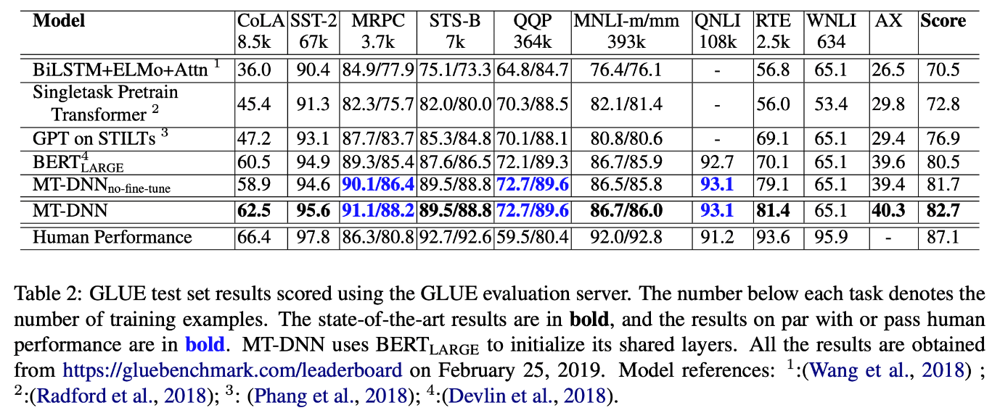 Model CoLA SST-2 MRPC STS-B QQP MNLI-m/mm QNLI RTE WNLI AX Score
8.5k 67k 3.7k 7k 364k 393k 108k 2.5k 634
BiLSTM+ELMo+Attn 1 36.0 90.4 84.9/77.9 75.1/73.3 64.8/84.7 76.4/76.1 - 56.8 65.1 26.5 70.5
Singletask Pretrain
Transformer 2 45.4 91.3 82.3/75.7 82.0/80.0 70.3/88.5 82.1/81.4 - 56.0 53.4 29.8 72.8
GPT on STILTs 3 47.2 93.1 87.7/83.7 85.3/84.8 70.1/88.1 80.8/80.6 - 69.1 65.1 29.4 76.9
BERT4LARGE 60.5 94.9 89.3/85.4 87.6/86.5 72.1/89.3 86.7/85.9 92.7 70.1 65.1 39.6 80.5
MT-DNNno-fine-tune 58.9 94.6 90.1/86.4 89.5/88.8 72.7/89.6 86.5/85.8 93.1 79.1 65.1 39.4 81.7
MT-DNN 62.5 95.6 91.1/88.2 89.5/88.8 72.7/89.6 86.7/86.0 93.1 81.4 65.1 40.3 82.7
Human Performance 66.4 97.8 86.3/80.8 92.7/92.6 59.5/80.4 92.0/92.8 91.2 93.6 95.9 - 87.1
Table 2: GLUE test set results scored using the GLUE evaluation server. The number below each task denotes the
number of training examples. The state-of-the-art results are in bold, and the results on par with or pass human
performance are in bold. MT-DNN uses BERTLARGE to initialize its shared layers. All the results are obtained
from https://gluebenchmark.com/leaderboard on February 25, 2019. Model references: 1:(Wang et al., 2018) ;
2:(Radford et al., 2018); 3: (Phang et al., 2018); 4:(Devlin et al., 2018).